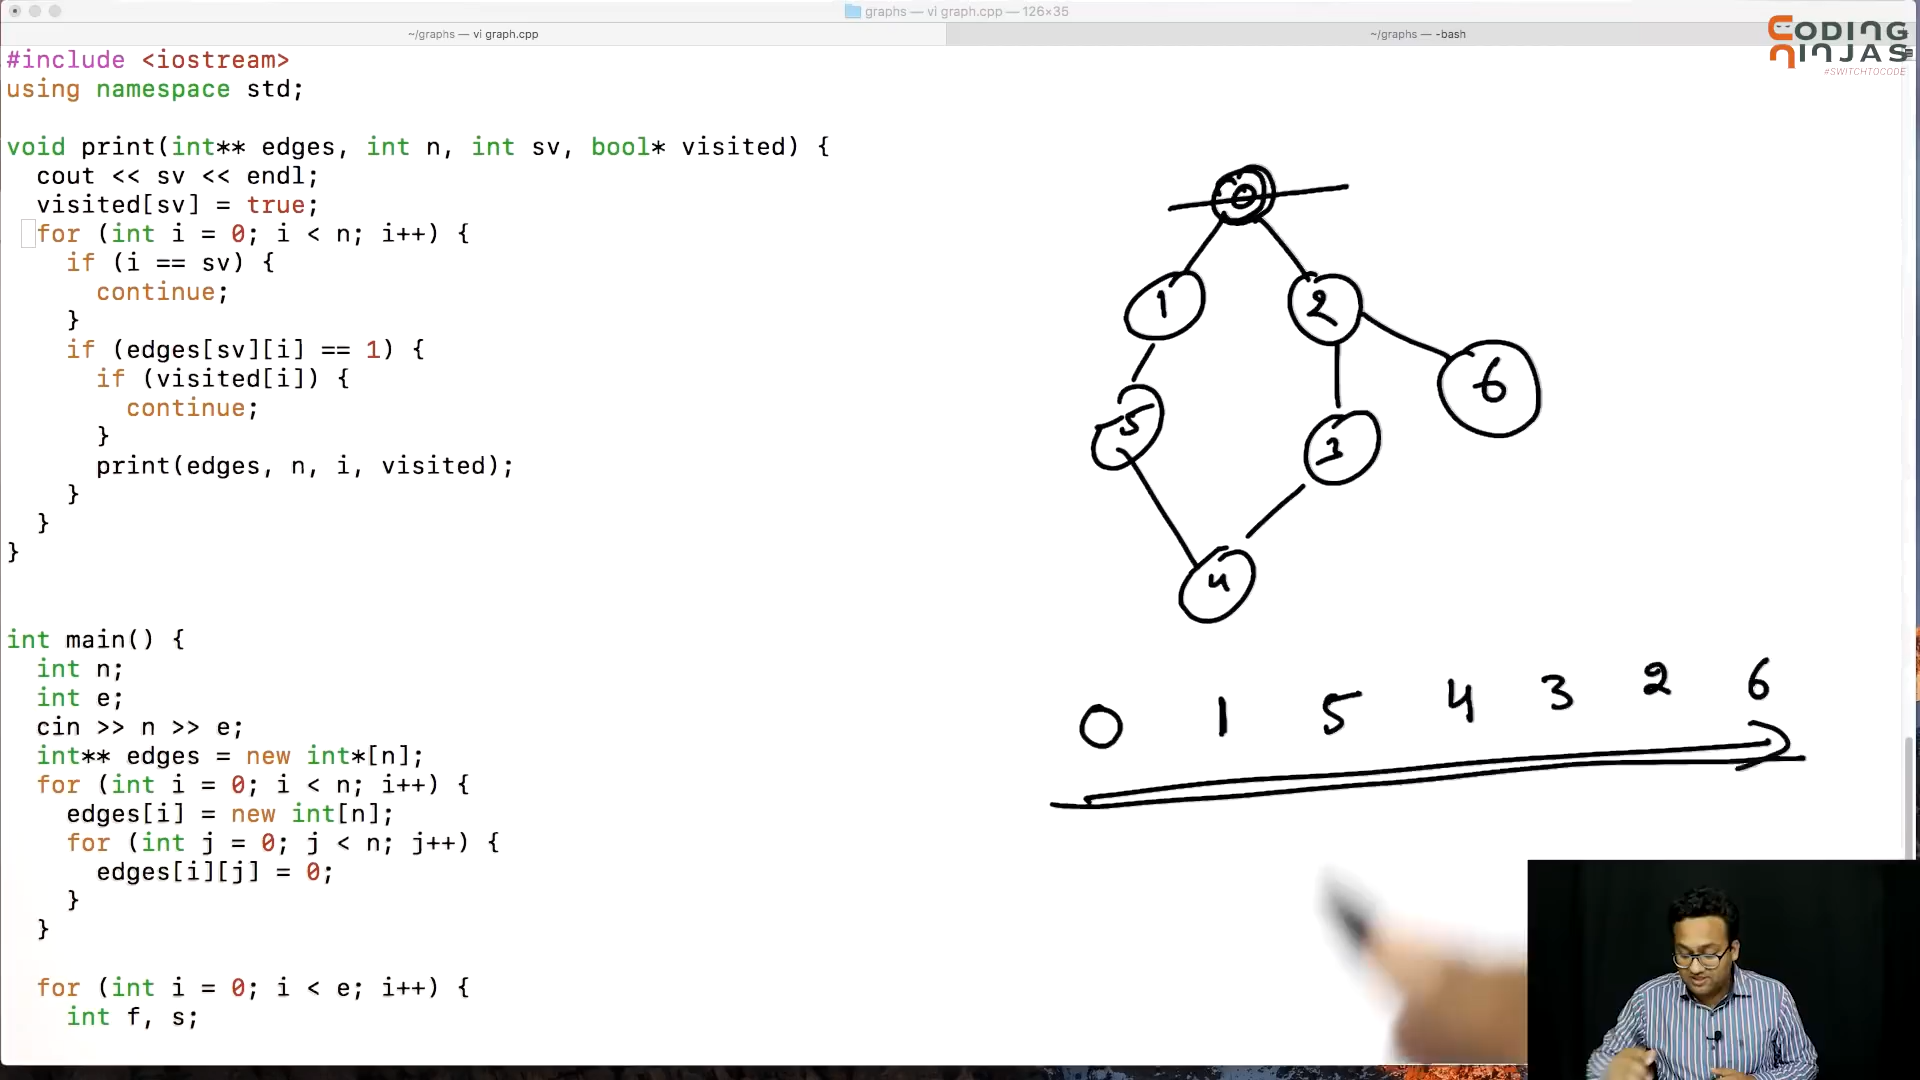 graphs — vi graph.cpp — 126×35
~/graphs — vi graph.cpp
~/graphs — -bash
CODING
NINJAS
#SWITCHTOCODE
#include <iostream>
using namespace std;
void print(int** edges, int n, int sv, bool* visited) {
  cout << sv << endl;
  visited[sv] = true;
  for (int i = 0; i < n; i++) {
    if (i == sv) {
      continue;
    }
    if (edges[sv][i] == 1) {
      if (visited[i]) {
        continue;
      }
      print(edges, n, i, visited);
    }
  }
}
int main() {
  int n;
  int e;
  cin >> n >> e;
  int** edges = new int*[n];
  for (int i = 0; i < n; i++) {
    edges[i] = new int[n];
    for (int j = 0; j < n; j++) {
      edges[i][j] = 0;
    }
  }
  for (int i = 0; i < e; i++) {
    int f, s;
0
1 2
6
5 3
4
0 1 5 4 3 2 6